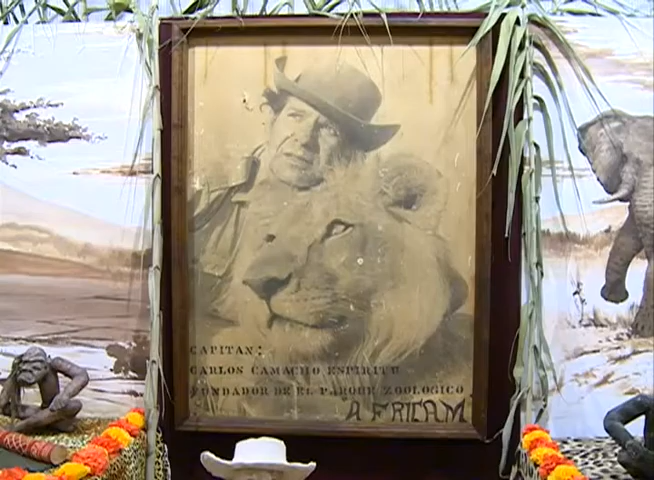 CAPITAN:
CARLOS CAMACHO ESPIRITU
FUNDADOR DE EL PARQUE ZOOLOGICO
AFRICAM